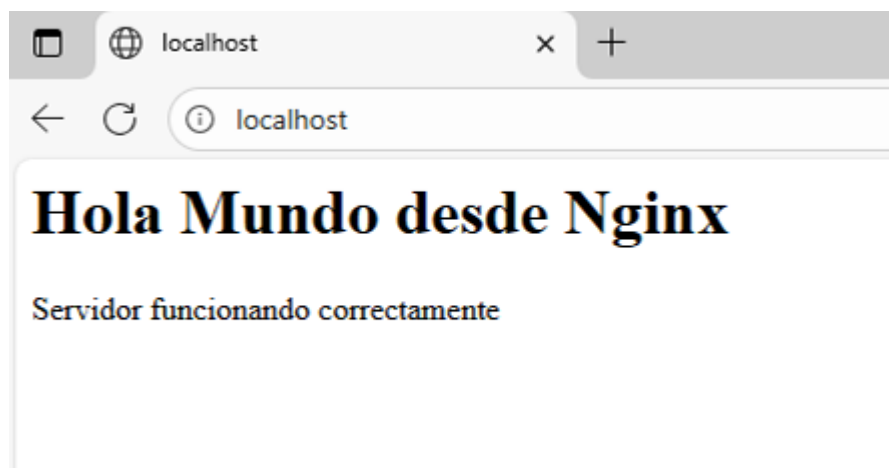 localhost
localhost
Hola Mundo desde Nginx
Servidor funcionando correctamente